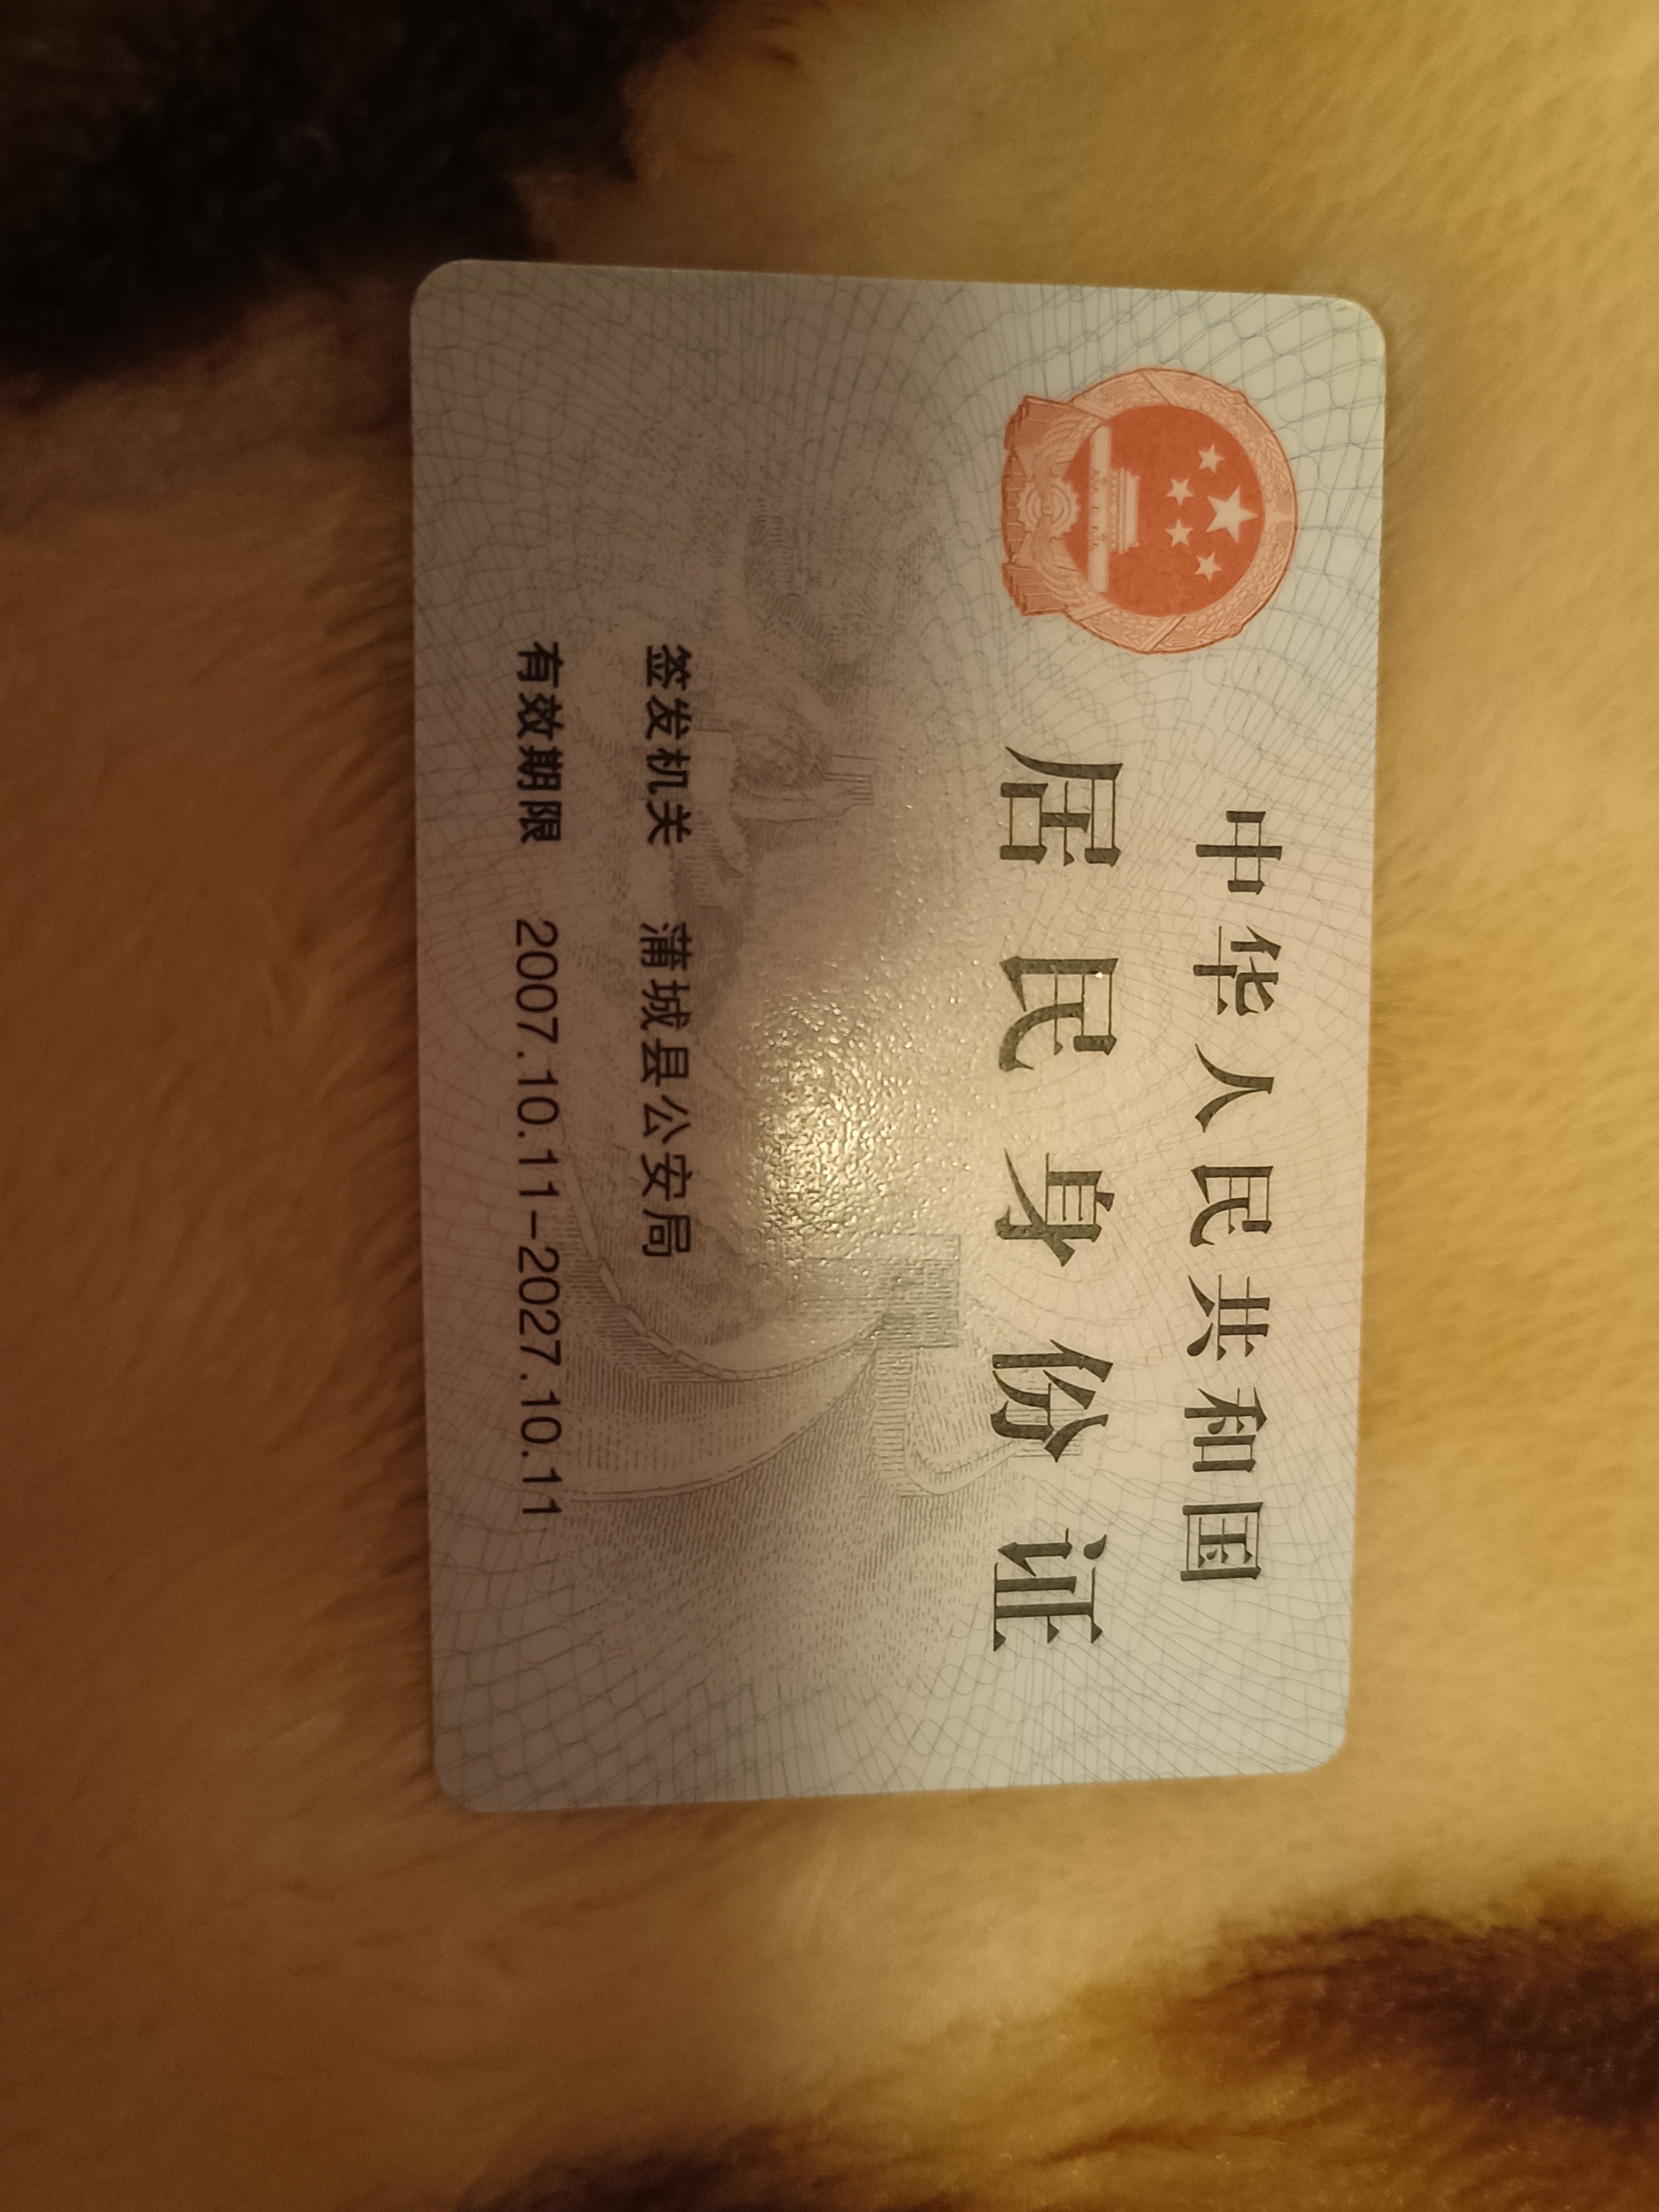 中华人民共和国
居民身份证
签发机关 蒲城县公安局
有效期限 2007.10.11-2027.10.11